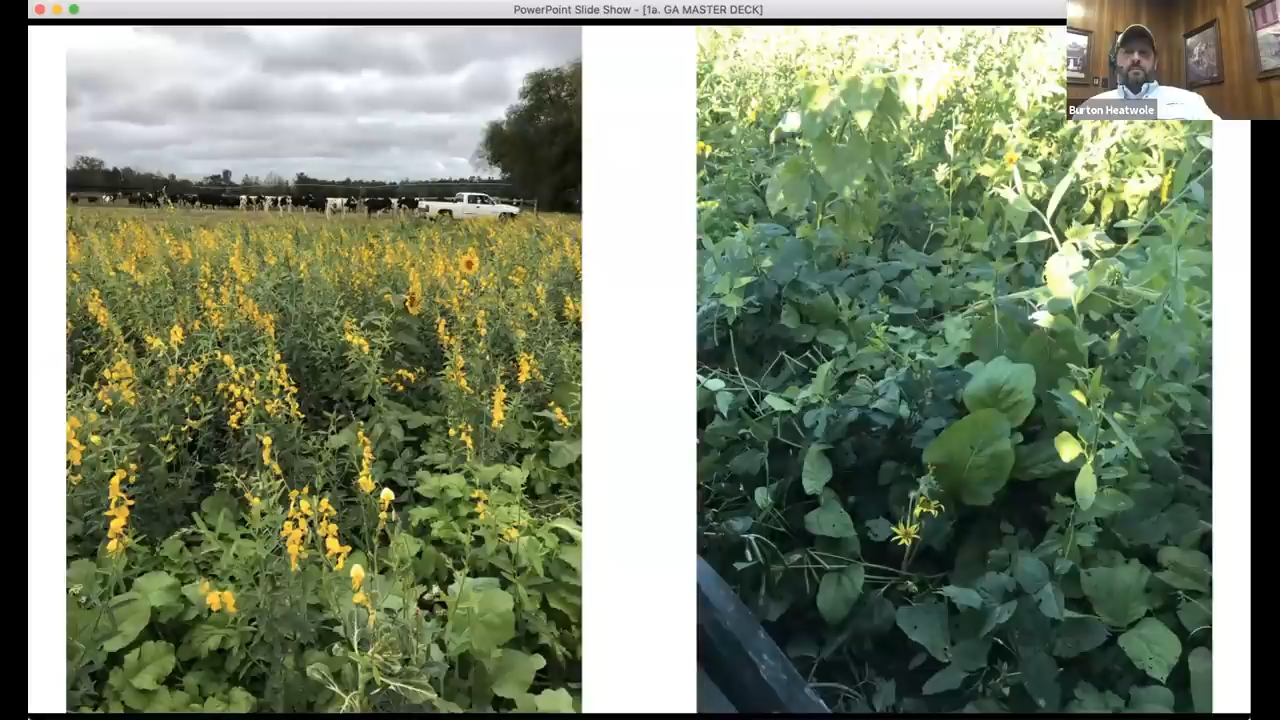 PowerPoint Slide Show - [1a. GA MASTER DECK]
Burton Heatwole